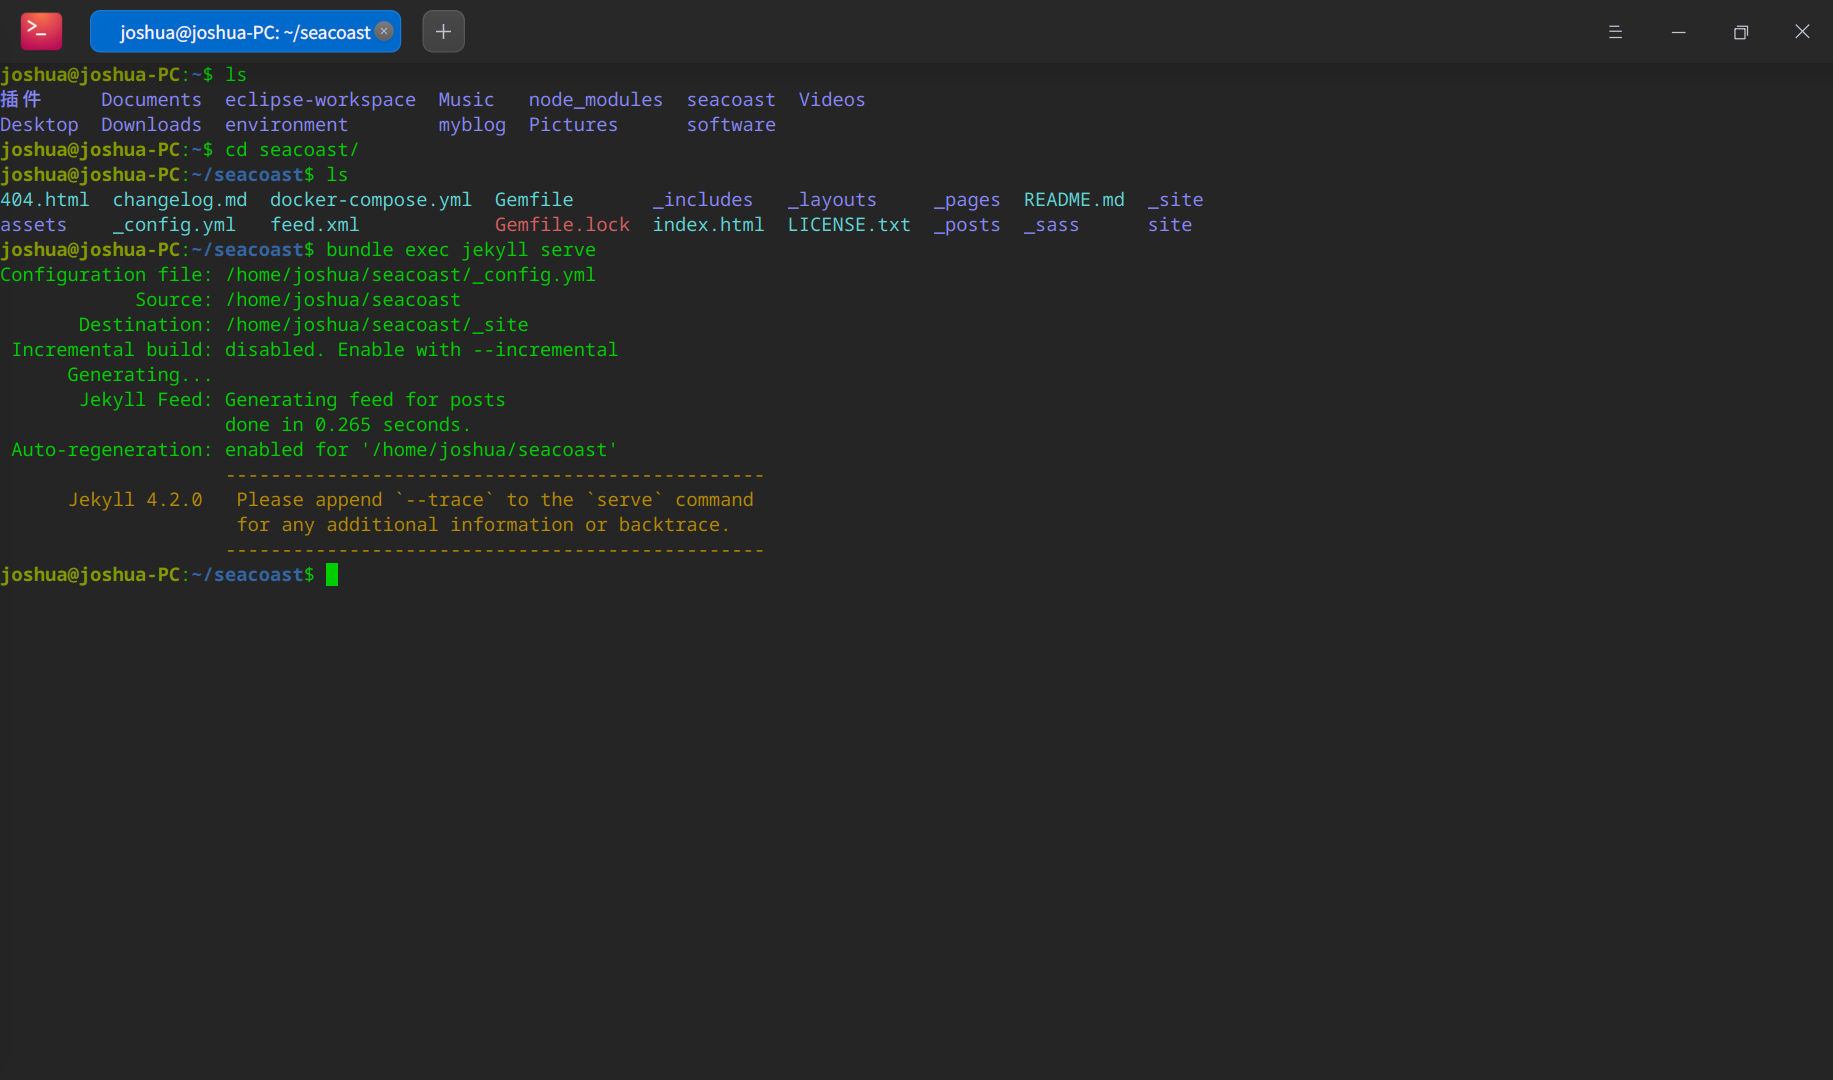 joshua@joshua-PC: ~/seacoast
joshua@joshua-PC:~$ ls
插件 Documents eclipse-workspace Music node_modules seacoast Videos
Desktop Downloads environment myblog Pictures software
joshua@joshua-PC:~$ cd seacoast/
joshua@joshua-PC:~/seacoast$ ls
404.html changelog.md docker-compose.yml Gemfile _includes _layouts _pages README.md _site
assets _config.yml feed.xml Gemfile.lock index.html LICENSE.txt _posts _sass site
joshua@joshua-PC:~/seacoast$ bundle exec jekyll serve
Configuration file: /home/joshua/seacoast/_config.yml
Source: /home/joshua/seacoast
Destination: /home/joshua/seacoast/_site
Incremental build: disabled. Enable with --incremental
Generating...
Jekyll Feed: Generating feed for posts
done in 0.265 seconds.
Auto-regeneration: enabled for '/home/joshua/seacoast'
------------------------------------------------
Jekyll 4.2.0 Please append `--trace` to the `serve` command
for any additional information or backtrace.
------------------------------------------------
joshua@joshua-PC:~/seacoast$